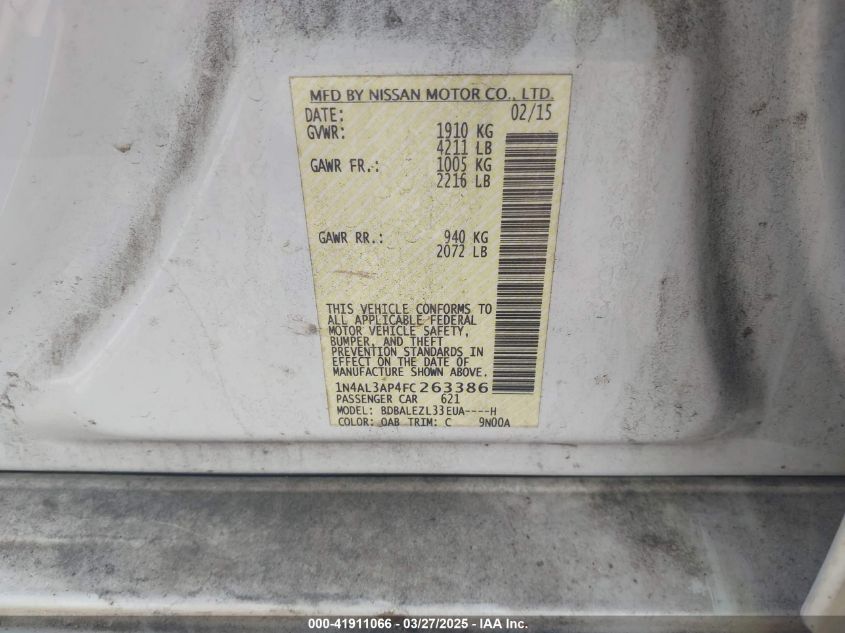 MFD BY NISSAN MOTOR CO., LTD.
DATE: 02/15
GVWR: 1910 KG
4211 LB
GAWR FR.: 1005 KG
2216 LB
GAWR RR.: 940 KG
2072 LB
THIS VEHICLE CONFORMS TO
ALL APPLICABLE FEDERAL
MOTOR VEHICLE SAFETY,
BUMPER, AND THEFT
PREVENTION STANDARDS IN
EFFECT ON THE DATE OF
MANUFACTURE SHOWN ABOVE.
1N4AL3AP4FC263386
PASSENGER CAR 621
MODEL: BDBALEZL33EUA----H
COLOR: QAB TRIM: C 9N00A
000-41911066 - 03/27/2025 - IAA Inc.